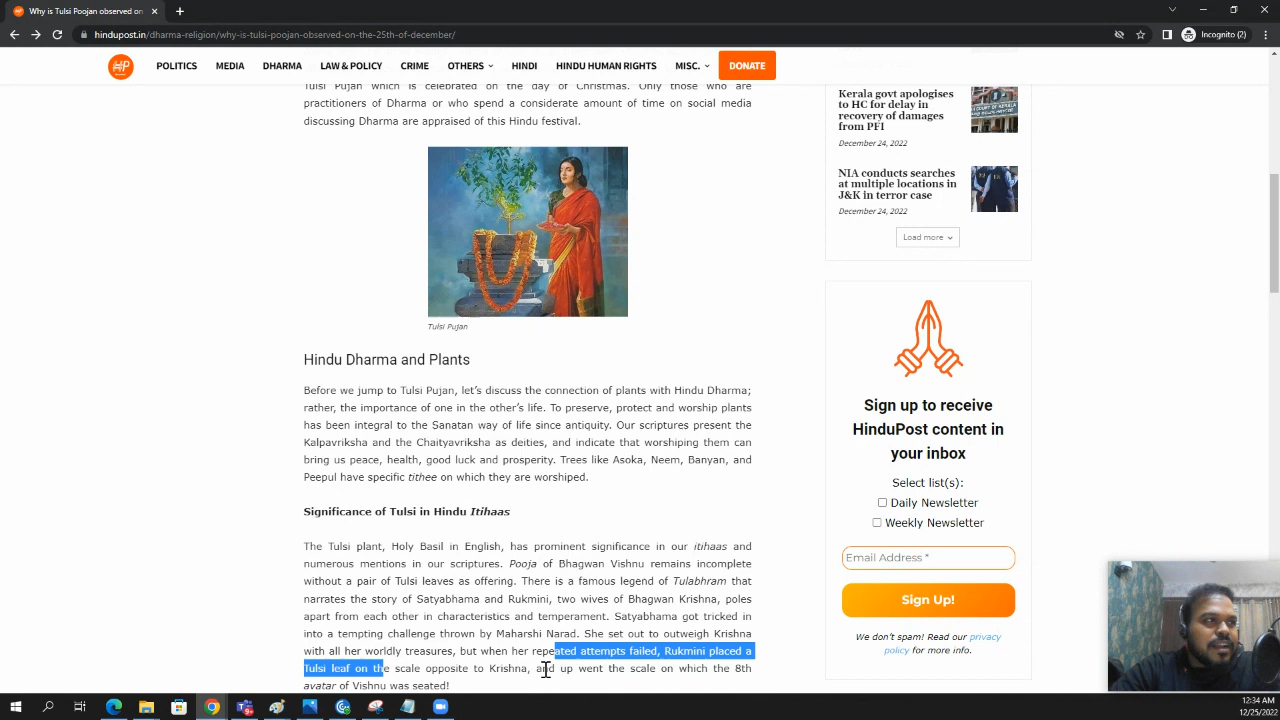 Why is Tulsi Poojan observed on
Incognito (2)
hindupost.in/dharma-religion/why-is-tulsi-poojan-observed-on-the-25th-of-december/
HP
POLITICS MEDIA DHARMA LAW & POLICY CRIME OTHERS HINDI HINDU HUMAN RIGHTS MISC. DONATE
Tulsi Pujan which is celebrated on the day of Christmas. Only those who are
practitioners of Dharma or who spend a considerate amount of time on social media
discussing Dharma are appraised of this Hindu festival.
Tulsi Pujan
Hindu Dharma and Plants
Before we jump to Tulsi Pujan, let's discuss the connection of plants with Hindu Dharma;
rather, the importance of one in the other's life. To preserve, protect and worship plants
has been integral to the Sanatan way of life since antiquity. Our scriptures present the
Kalpavriksha and the Chaityavriksha as deities, and indicate that worshiping them can
bring us peace, health, good luck and prosperity. Trees like Asoka, Neem, Banyan, and
Peepul have specific tithee on which they are worshiped.
Significance of Tulsi in Hindu Itihaas
The Tulsi plant, Holy Basil in English, has prominent significance in our itihaas and
numerous mentions in our scriptures. Pooja of Bhagwan Vishnu remains incomplete
without a pair of Tulsi leaves as offering. There is a famous legend of Tulabhram that
narrates the story of Satyabhama and Rukmini, two wives of Bhagwan Krishna, poles
apart from each other in characteristics and temperament. Satyabhama got tricked in
into a tempting challenge thrown by Maharshi Narad. She set out to outweigh Krishna
with all her worldly treasures, but when her repeated attempts failed, Rukmini placed a
Tulsi leaf on the scale opposite to Krishna, and up went the scale on which the 8th
avatar of Vishnu was seated!
Kerala govt apologises
to HC for delay in
recovery of damages
from PFI
December 24, 2022
NIA conducts searches
at multiple locations in
J&K in terror case
December 24, 2022
Load more
Sign up to receive
HinduPost content in
your inbox
Select list(s):
Daily Newsletter
Weekly Newsletter
Email Address *
Sign Up!
We don't spam! Read our privacy
policy for more info.
12:34 AM
12/25/2022